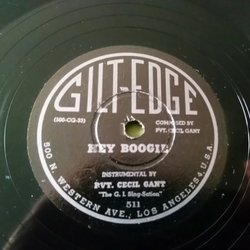 GILT-EDGE
(500-CG-33)
COMPOSED BY
PVT. CECIL GANT
HEY BOOGIE
INSTRUMENTAL BY
PVT. CECIL GANT
"The G. I. Sing-Sation"
511
500 N. WESTERN AVE., LOS ANGELES 4, U.S.A.